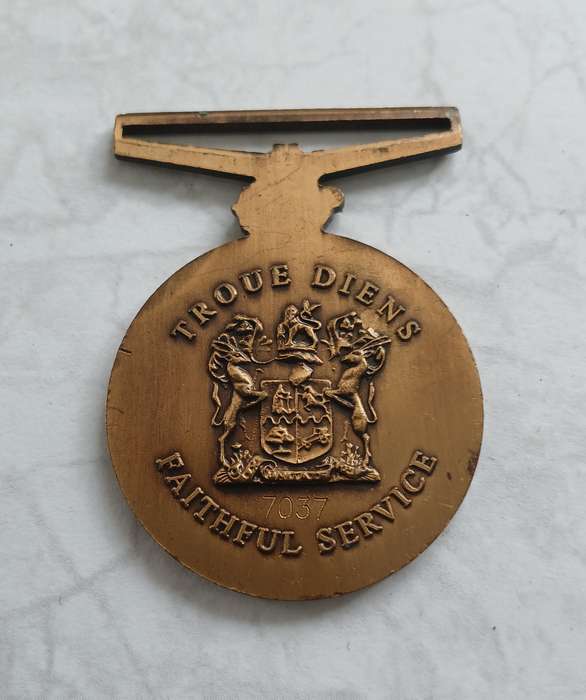 TROUE DIENS
7037
FAITHFUL SERVICE